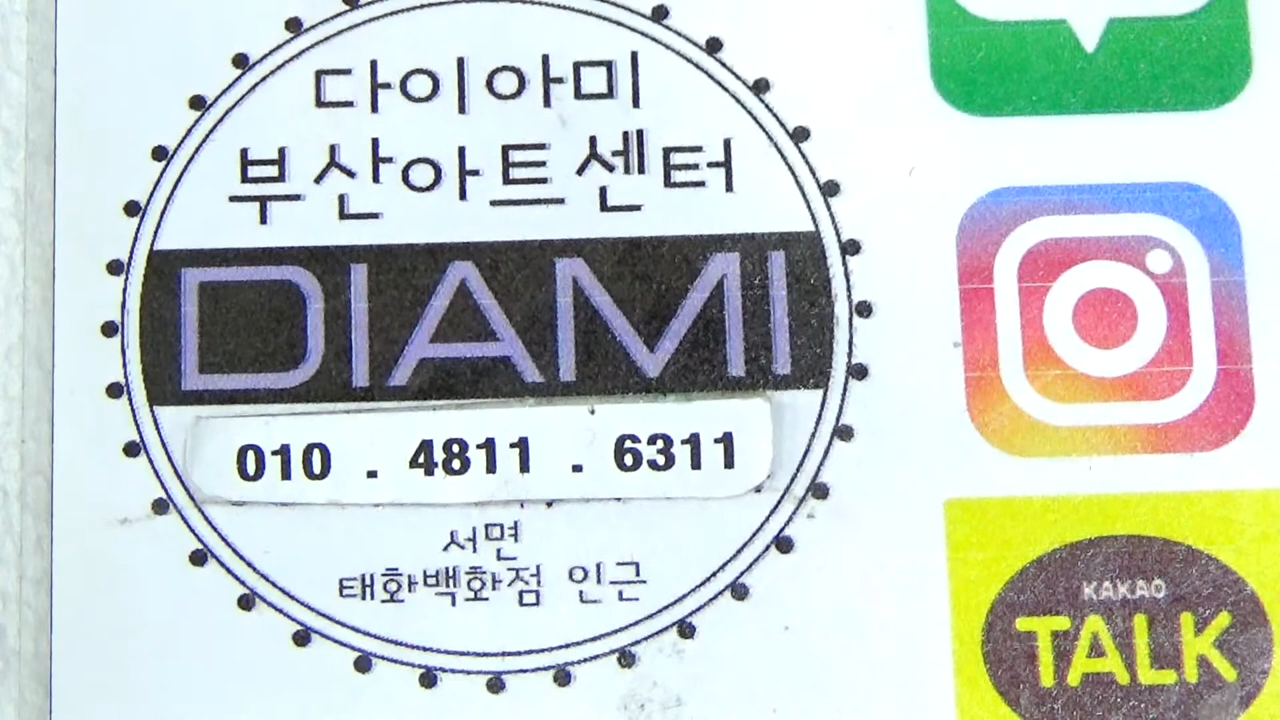 다이아미
부산아트센터
DIAMI
010 . 4811 . 6311
서면
태화백화점 인근
KAKAO
TALK